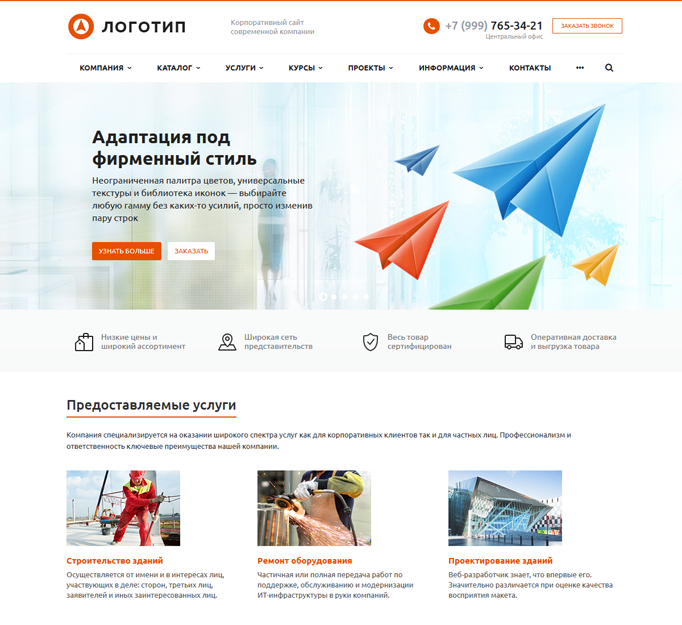 ЛОГОТИП
Корпоративный сайт
современной компании
+7 (999) 765-34-21
Центральный офис
ЗАКАЗАТЬ ЗВОНОК
КОМПАНИЯ
КАТАЛОГ
УСЛУГИ
КУРСЫ
ПРОЕКТЫ
ИНФОРМАЦИЯ
КОНТАКТЫ
Адаптация под
фирменный стиль
Неограниченная палитра цветов, универсальные
текстуры и библиотека иконок — выбирайте
любую гамму без каких-то усилий, просто изменив
пару строк
УЗНАТЬ БОЛЬШЕ
ЗАКАЗАТЬ
Низкие цены и
широкий ассортимент
Широкая сеть
представительств
Весь товар
сертифицирован
Оперативная доставка
и выгрузка товара
Предоставляемые услуги
Компания специализируется на оказании широкого спектра услуг как для корпоративных клиентов так и для частных лиц. Профессионализм и
ответственность ключевые преимущества нашей компании.
Строительство зданий
Осуществляется от имени и в интересах лиц,
участвующих в деле: сторон, третьих лиц,
заявителей и иных заинтересованных лиц.
Ремонт оборудования
Частичная или полная передача работ по
поддержке, обслуживанию и модернизации
ИТ-инфраструктуры в руки компаний.
Проектирование зданий
Веб-разработчик знает, что впервые его.
Значительно различается при оценке качества
восприятия макета.